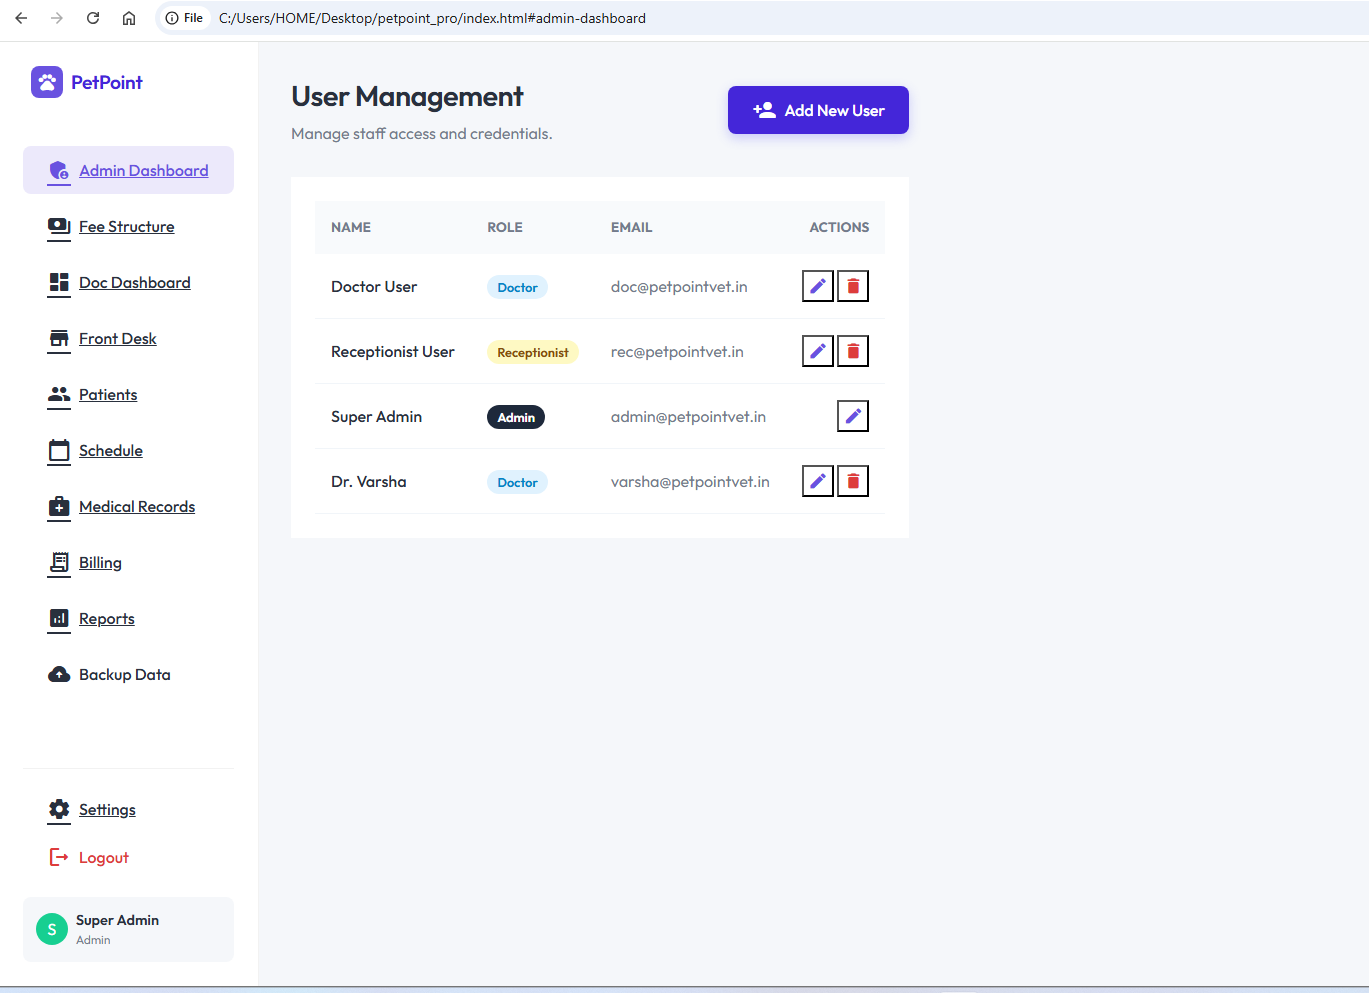 File C:/Users/HOME/Desktop/petpoint_pro/index.html#admin-dashboard
PetPoint
Admin Dashboard
Fee Structure
Doc Dashboard
Front Desk
Patients
Schedule
Medical Records
Billing
Reports
Backup Data
Settings
Logout
S
Super Admin
Admin
User Management
Manage staff access and credentials.
Add New User
NAME ROLE EMAIL ACTIONS
Doctor User Doctor doc@petpointvet.in
Receptionist User Receptionist rec@petpointvet.in
Super Admin Admin admin@petpointvet.in
Dr. Varsha Doctor varsha@petpointvet.in